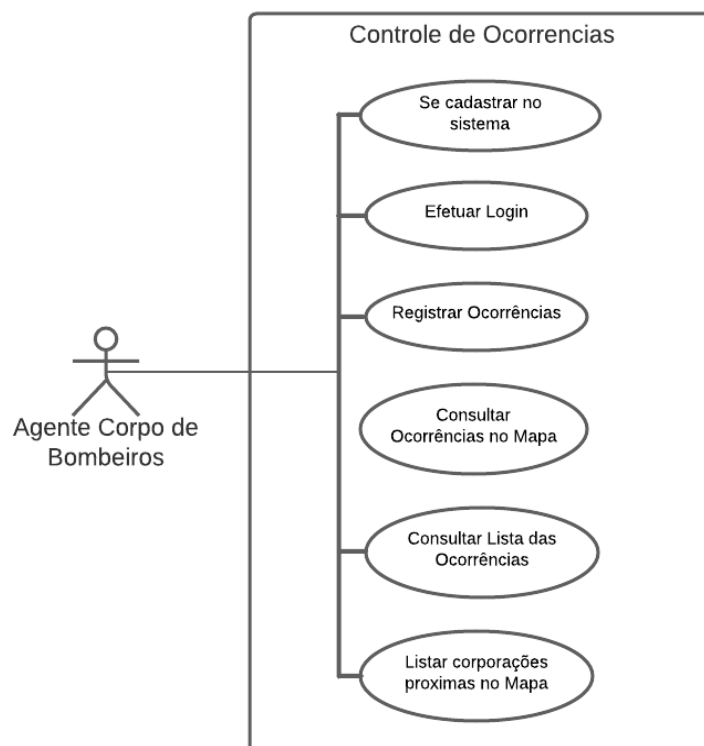 Controle de Ocorrencias
Se cadastrar no
sistema
Efetuar Login
Registrar Ocorrências
Agente Corpo de
Bombeiros
Consultar
Ocorrências no Mapa
Consultar Lista das
Ocorrências
Listar corporações
proximas no Mapa